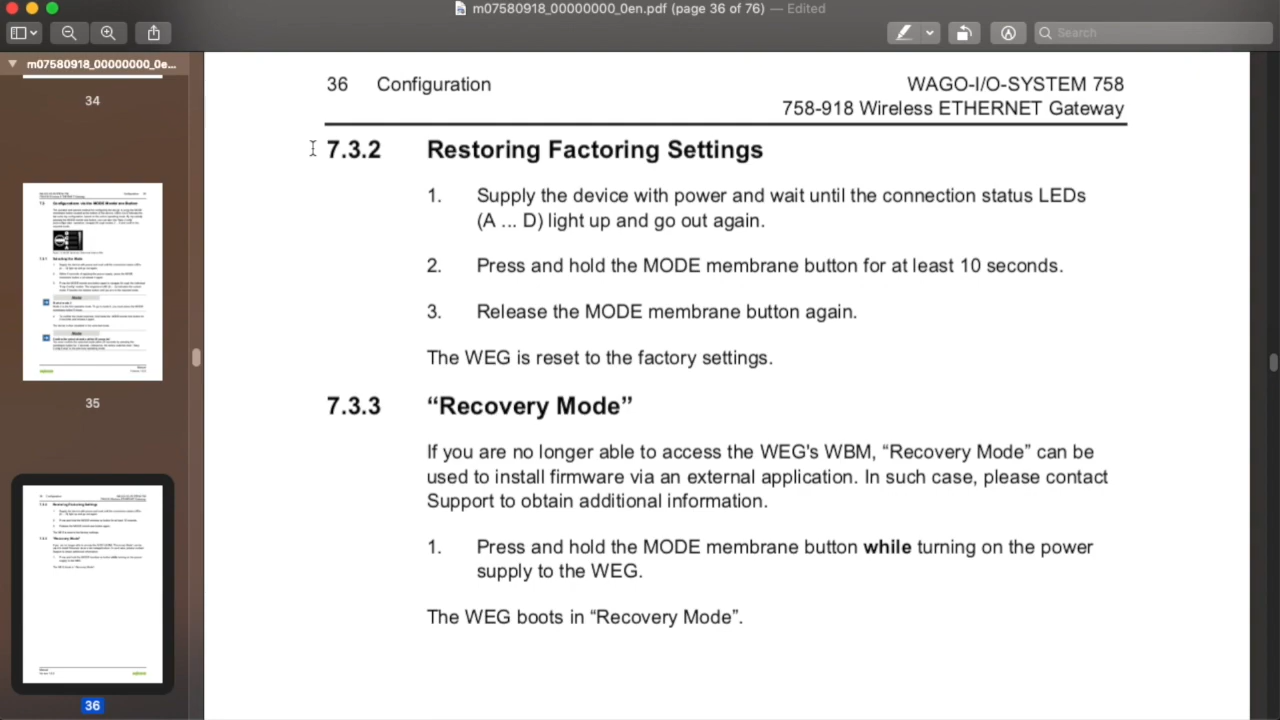 m07580918_00000000_0en.pdf (page 36 of 76) — Edited
Search
m07580918_00000000_0e...
34
35
36
36 Configuration WAGO-I/O-SYSTEM 758
758-918 Wireless ETHERNET Gateway
7.3.2 Restoring Factoring Settings
1. Supply the device with power and wait until the connection status LEDs
(A ... D) light up and go out again.
2. Press and hold the MODE membrane button for at least 10 seconds.
3. Release the MODE membrane button again.
The WEG is reset to the factory settings.
7.3.3 “Recovery Mode”
If you are no longer able to access the WEG's WBM, “Recovery Mode” can be
used to install firmware via an external application. In such case, please contact
Support to obtain additional information.
1. Press and hold the MODE membrane button while turning on the power
supply to the WEG.
The WEG boots in “Recovery Mode”.